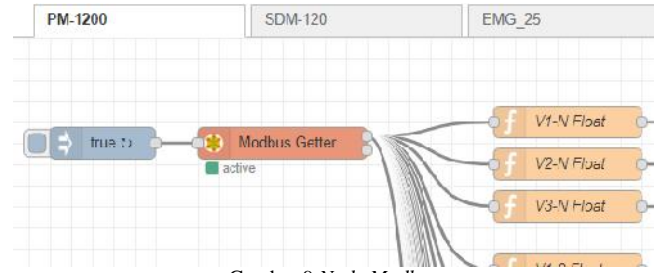 PM-1200 SDM-120 EMG_25
V1-N Float
true ↻ Modbus Getter
active
V2-N Float
V3-N Float